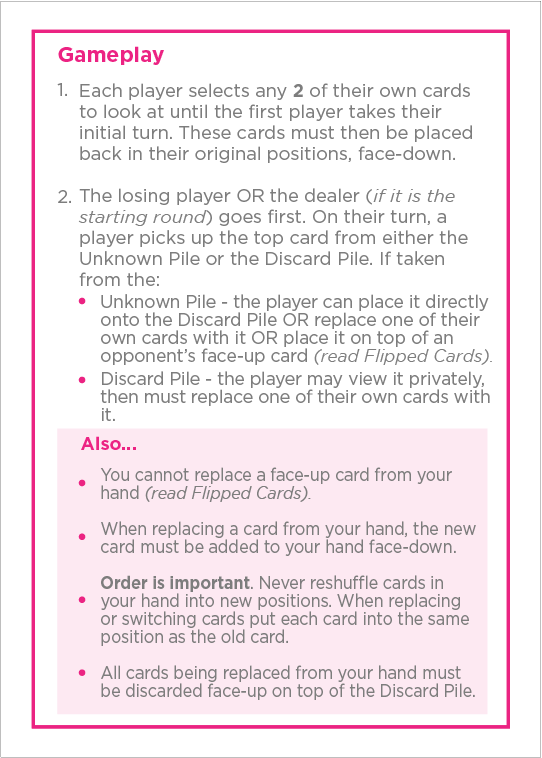 Gameplay
1. Each player selects any 2 of their own cards
to look at until the first player takes their
initial turn. These cards must then be placed
back in their original positions, face-down.
2. The losing player OR the dealer (if it is the
starting round) goes first. On their turn, a
player picks up the top card from either the
Unknown Pile or the Discard Pile. If taken
from the:
• Unknown Pile - the player can place it directly
onto the Discard Pile OR replace one of their
own cards with it OR place it on top of an
opponent's face-up card (read Flipped Cards).
• Discard Pile - the player may view it privately,
then must replace one of their own cards with
it.
Also...
• You cannot replace a face-up card from your
hand (read Flipped Cards).
• When replacing a card from your hand, the new
card must be added to your hand face-down.
• Order is important. Never reshuffle cards in
your hand into new positions. When replacing
or switching cards put each card into the same
position as the old card.
• All cards being replaced from your hand must
be discarded face-up on top of the Discard Pile.